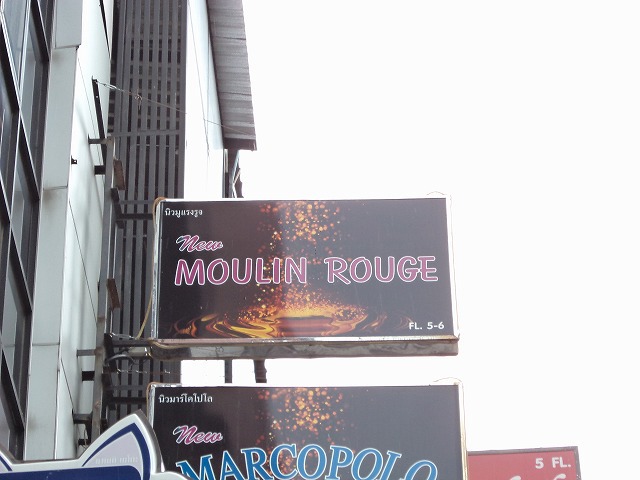 นิวมูแรงรูจ
New
MOULIN ROUGE
FL. 5-6
นิวมาร์โคโปโล
New
MARCOPOLO
5 FL.